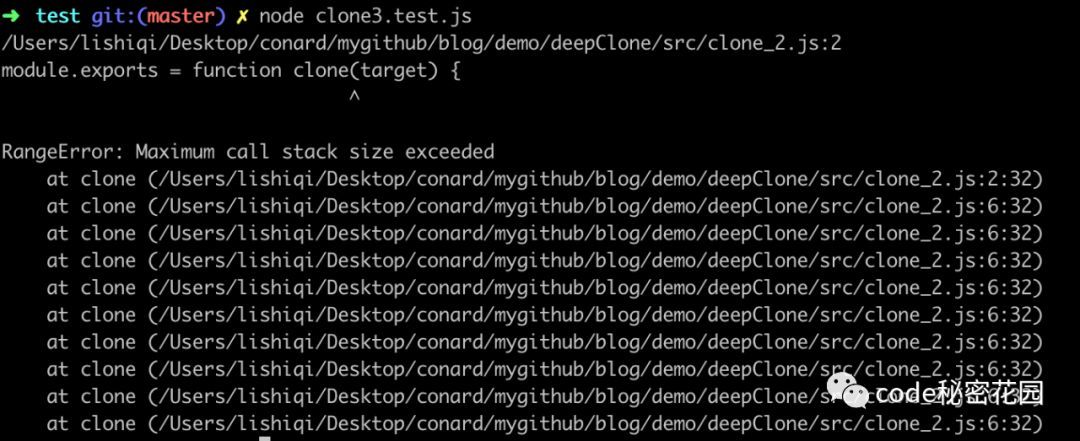 ➜ test git:(master) ✗ node clone3.test.js
/Users/lishiqi/Desktop/conard/mygithub/blog/demo/deepClone/src/clone_2.js:2
module.exports = function clone(target) {
^
RangeError: Maximum call stack size exceeded
at clone (/Users/lishiqi/Desktop/conard/mygithub/blog/demo/deepClone/src/clone_2.js:2:32)
at clone (/Users/lishiqi/Desktop/conard/mygithub/blog/demo/deepClone/src/clone_2.js:6:32)
at clone (/Users/lishiqi/Desktop/conard/mygithub/blog/demo/deepClone/src/clone_2.js:6:32)
at clone (/Users/lishiqi/Desktop/conard/mygithub/blog/demo/deepClone/src/clone_2.js:6:32)
at clone (/Users/lishiqi/Desktop/conard/mygithub/blog/demo/deepClone/src/clone_2.js:6:32)
at clone (/Users/lishiqi/Desktop/conard/mygithub/blog/demo/deepClone/src/clone_2.js:6:32)
at clone (/Users/lishiqi/Desktop/conard/mygithub/blog/demo/deepClone/src/clone_2.js:6:32)
at clone (/Users/lishiqi/Desktop/conard/mygithub/blog/demo/deepClone/src/clone_2.js:6:32)
at clone (/Users/lishiqi/Desktop/conard/mygithub/blog/demo/deepClone/src/
code秘密花园
at clone (/Users/lishiqi/Desktop/conard/mygithub/blog/demo/deepClone/src/clone_2.js:6:32)